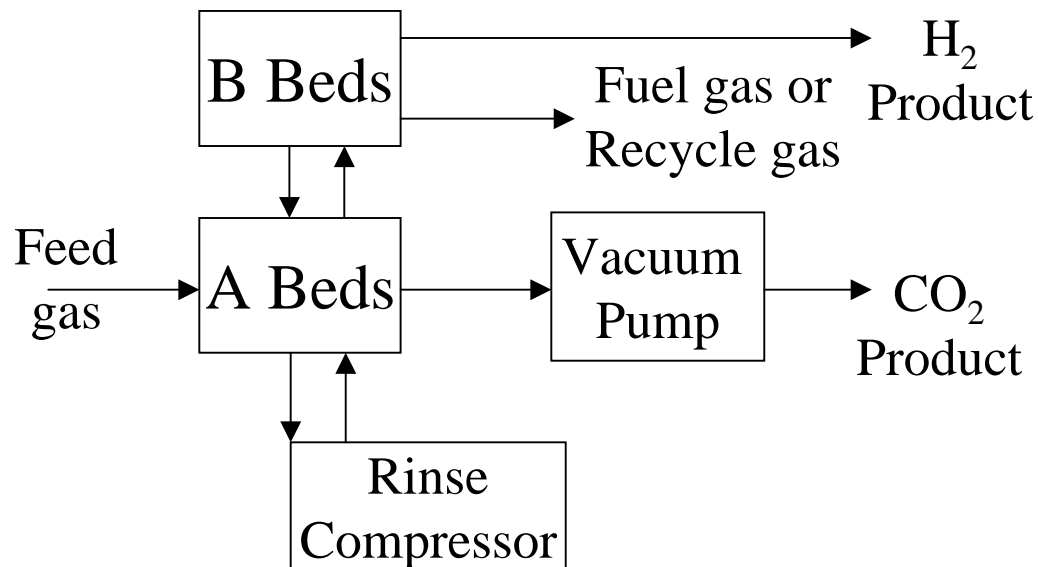 B Beds
H₂
Product
Fuel gas or
Recycle gas
Feed
gas
A Beds
Vacuum
Pump
CO₂
Product
Rinse
Compressor